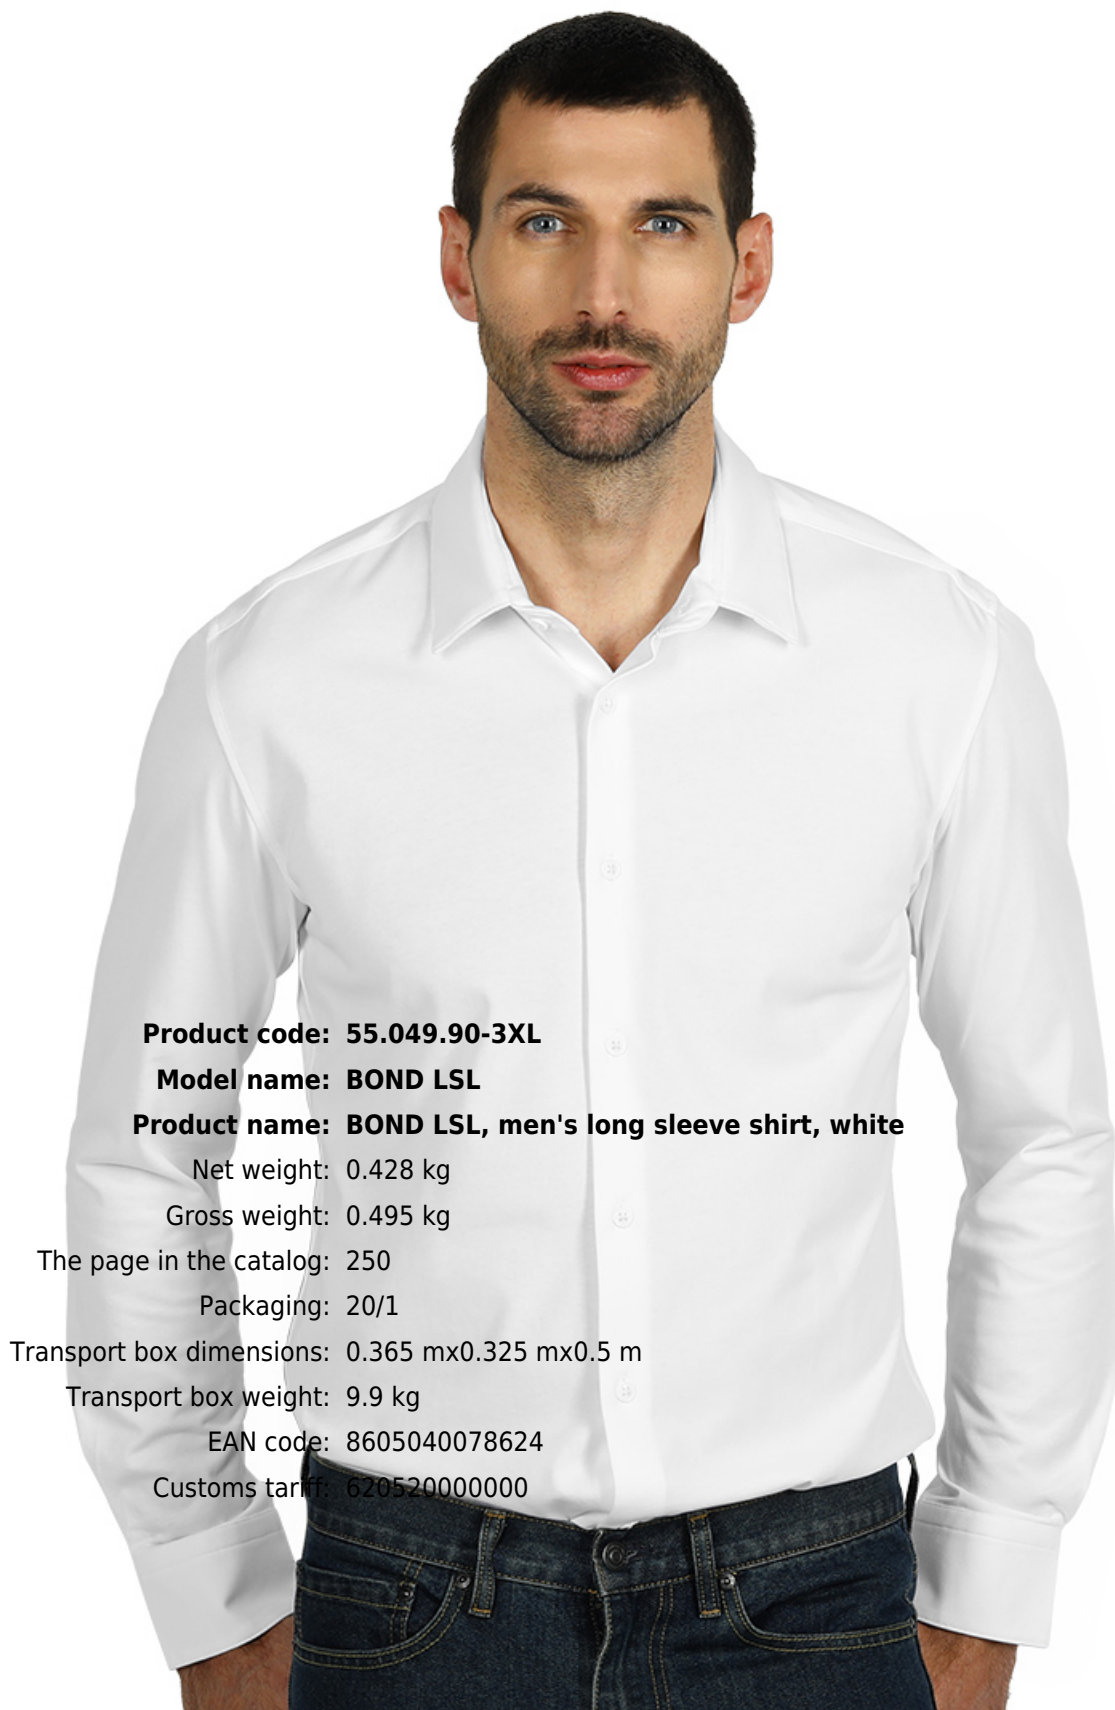 Product code: 55.049.90-3XL
Model name: BOND LSL
Product name: BOND LSL, men's long sleeve shirt, white
Net weight: 0.428 kg
Gross weight: 0.495 kg
The page in the catalog: 250
Packaging: 20/1
Transport box dimensions: 0.365 mx0.325 mx0.5 m
Transport box weight: 9.9 kg
EAN code: 8605040078624
Customs tariff: 620520000000